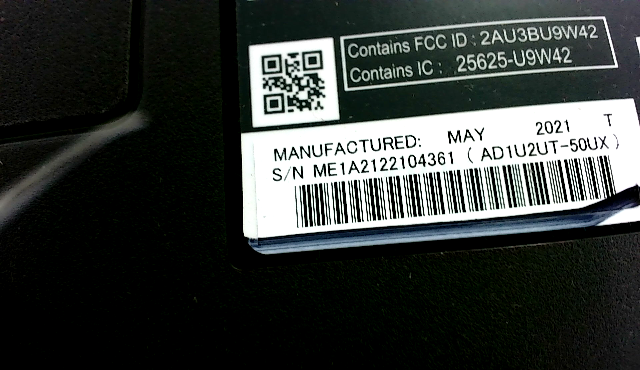 Contains FCC ID : 2AU3BU9W42
Contains IC : 25625-U9W42
MANUFACTURED: MAY 2021 T
S/N ME1A2122104361 ( AD1U2UT-50UX )